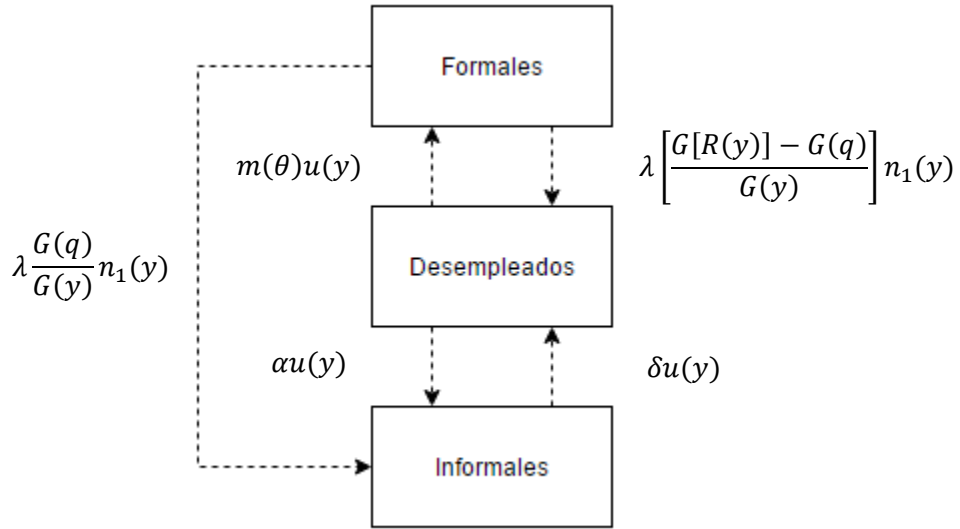 Formales
m(θ)u(y)
λ[(G[R(y)] − G(q))/G(y)]n₁(y)
λ(G(q)/G(y))n₁(y)
Desempleados
αu(y)
δu(y)
Informales